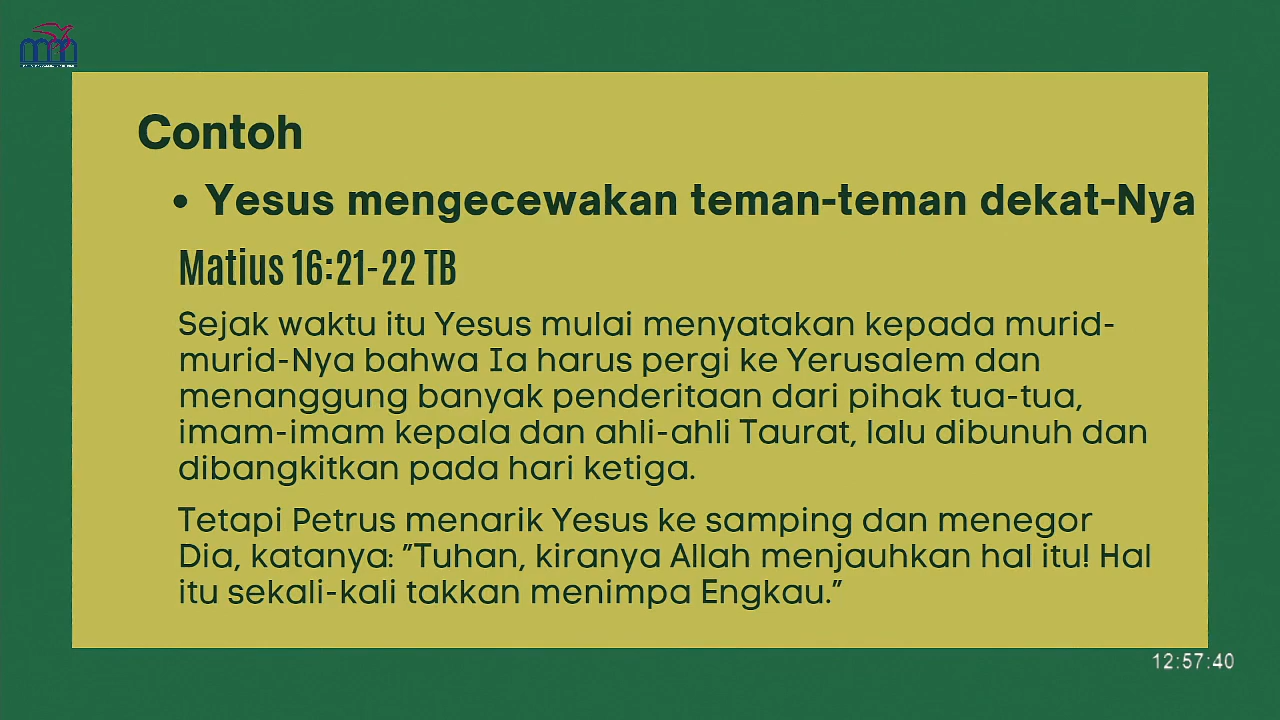 Contoh
• Yesus mengecewakan teman-teman dekat-Nya
Matius 16:21-22 TB
Sejak waktu itu Yesus mulai menyatakan kepada murid-
murid-Nya bahwa Ia harus pergi ke Yerusalem dan
menanggung banyak penderitaan dari pihak tua-tua,
imam-imam kepala dan ahli-ahli Taurat, lalu dibunuh dan
dibangkitkan pada hari ketiga.
Tetapi Petrus menarik Yesus ke samping dan menegor
Dia, katanya: "Tuhan, kiranya Allah menjauhkan hal itu! Hal
itu sekali-kali takkan menimpa Engkau."
12:57:40